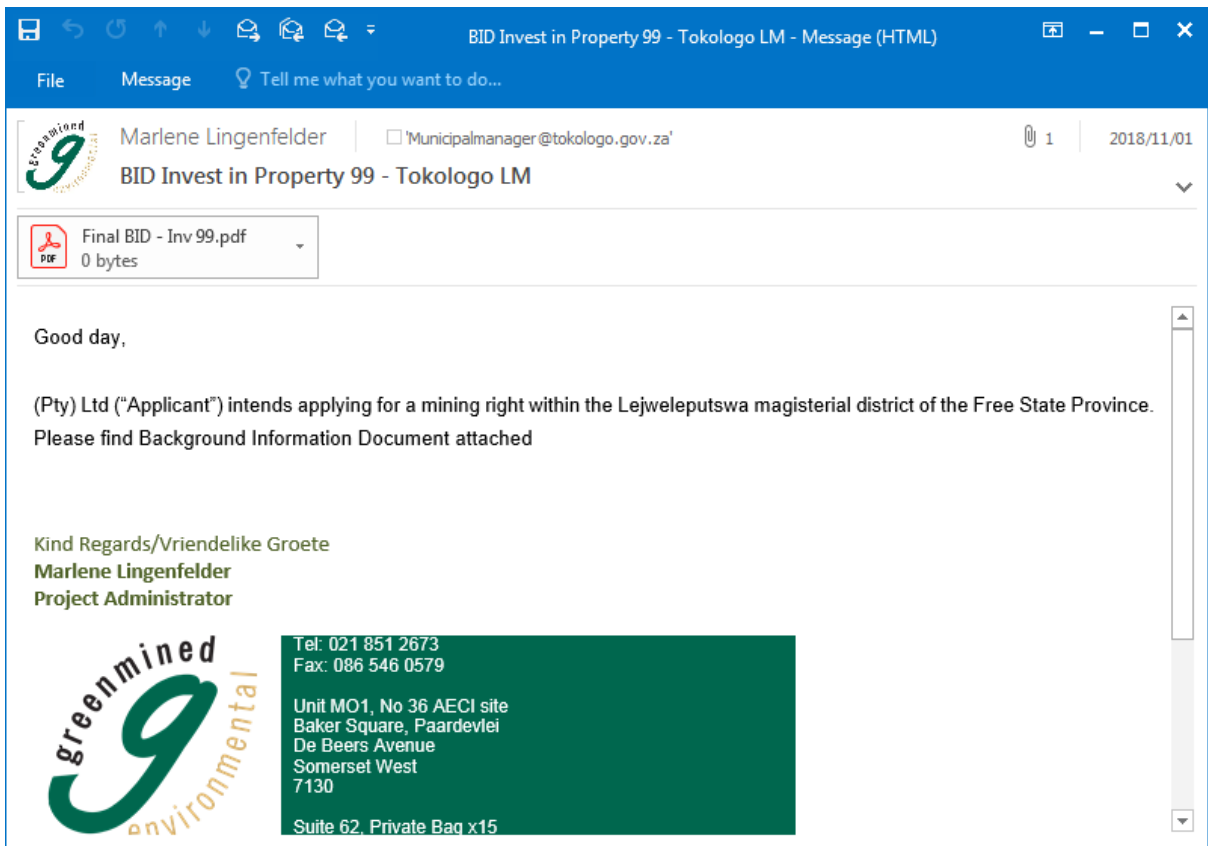 BID Invest in Property 99 - Tokologo LM - Message (HTML)
File Message Tell me what you want to do...
Marlene Lingenfelder 'Municipalmanager@tokologo.gov.za' 1 2018/11/01
BID Invest in Property 99 - Tokologo LM
greenmined
g
environmental
Final BID - Inv 99.pdf
PDF
0 bytes
Good day,
(Pty) Ltd (“Applicant”) intends applying for a mining right within the Lejweleputswa magisterial district of the Free State Province.
Please find Background Information Document attached
Kind Regards/Vriendelike Groete
Marlene Lingenfelder
Project Administrator
greenmined
g
environmental
Tel: 021 851 2673
Fax: 086 546 0579
Unit MO1, No 36 AECI site
Baker Square, Paardevlei
De Beers Avenue
Somerset West
7130
Suite 62, Private Bag x15